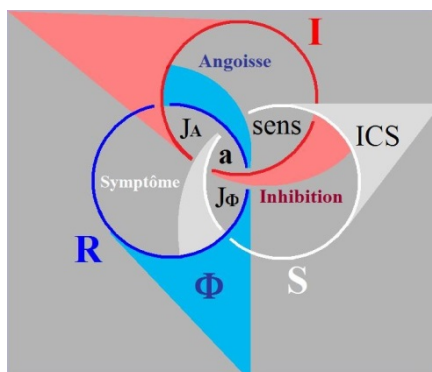 I
Angoisse
JA
sens
ICS
a
Symptôme
JΦ
Inhibition
R
S
Φ